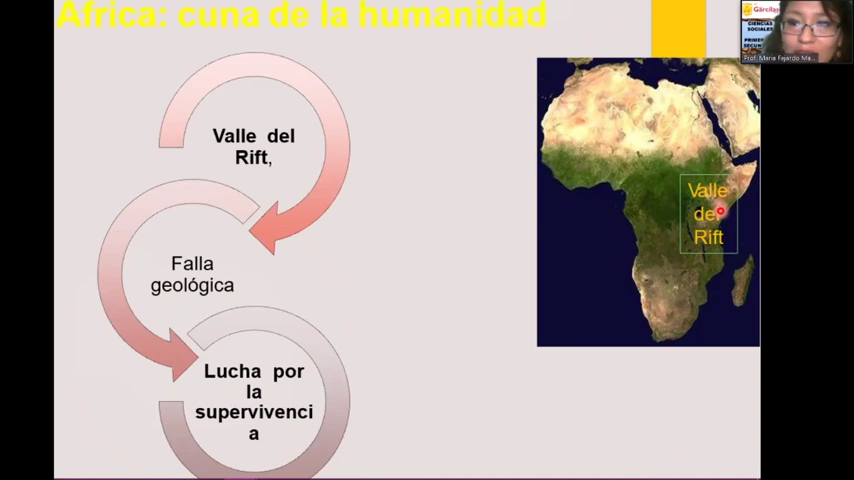 África: cuna de la humanidad
Valle del
Rift,
Falla
geológica
Lucha por
la
supervivenci
a
Valle
del
Rift
CIENCIAS
SOCIALES
Prof. Maria Fajardo Ma...